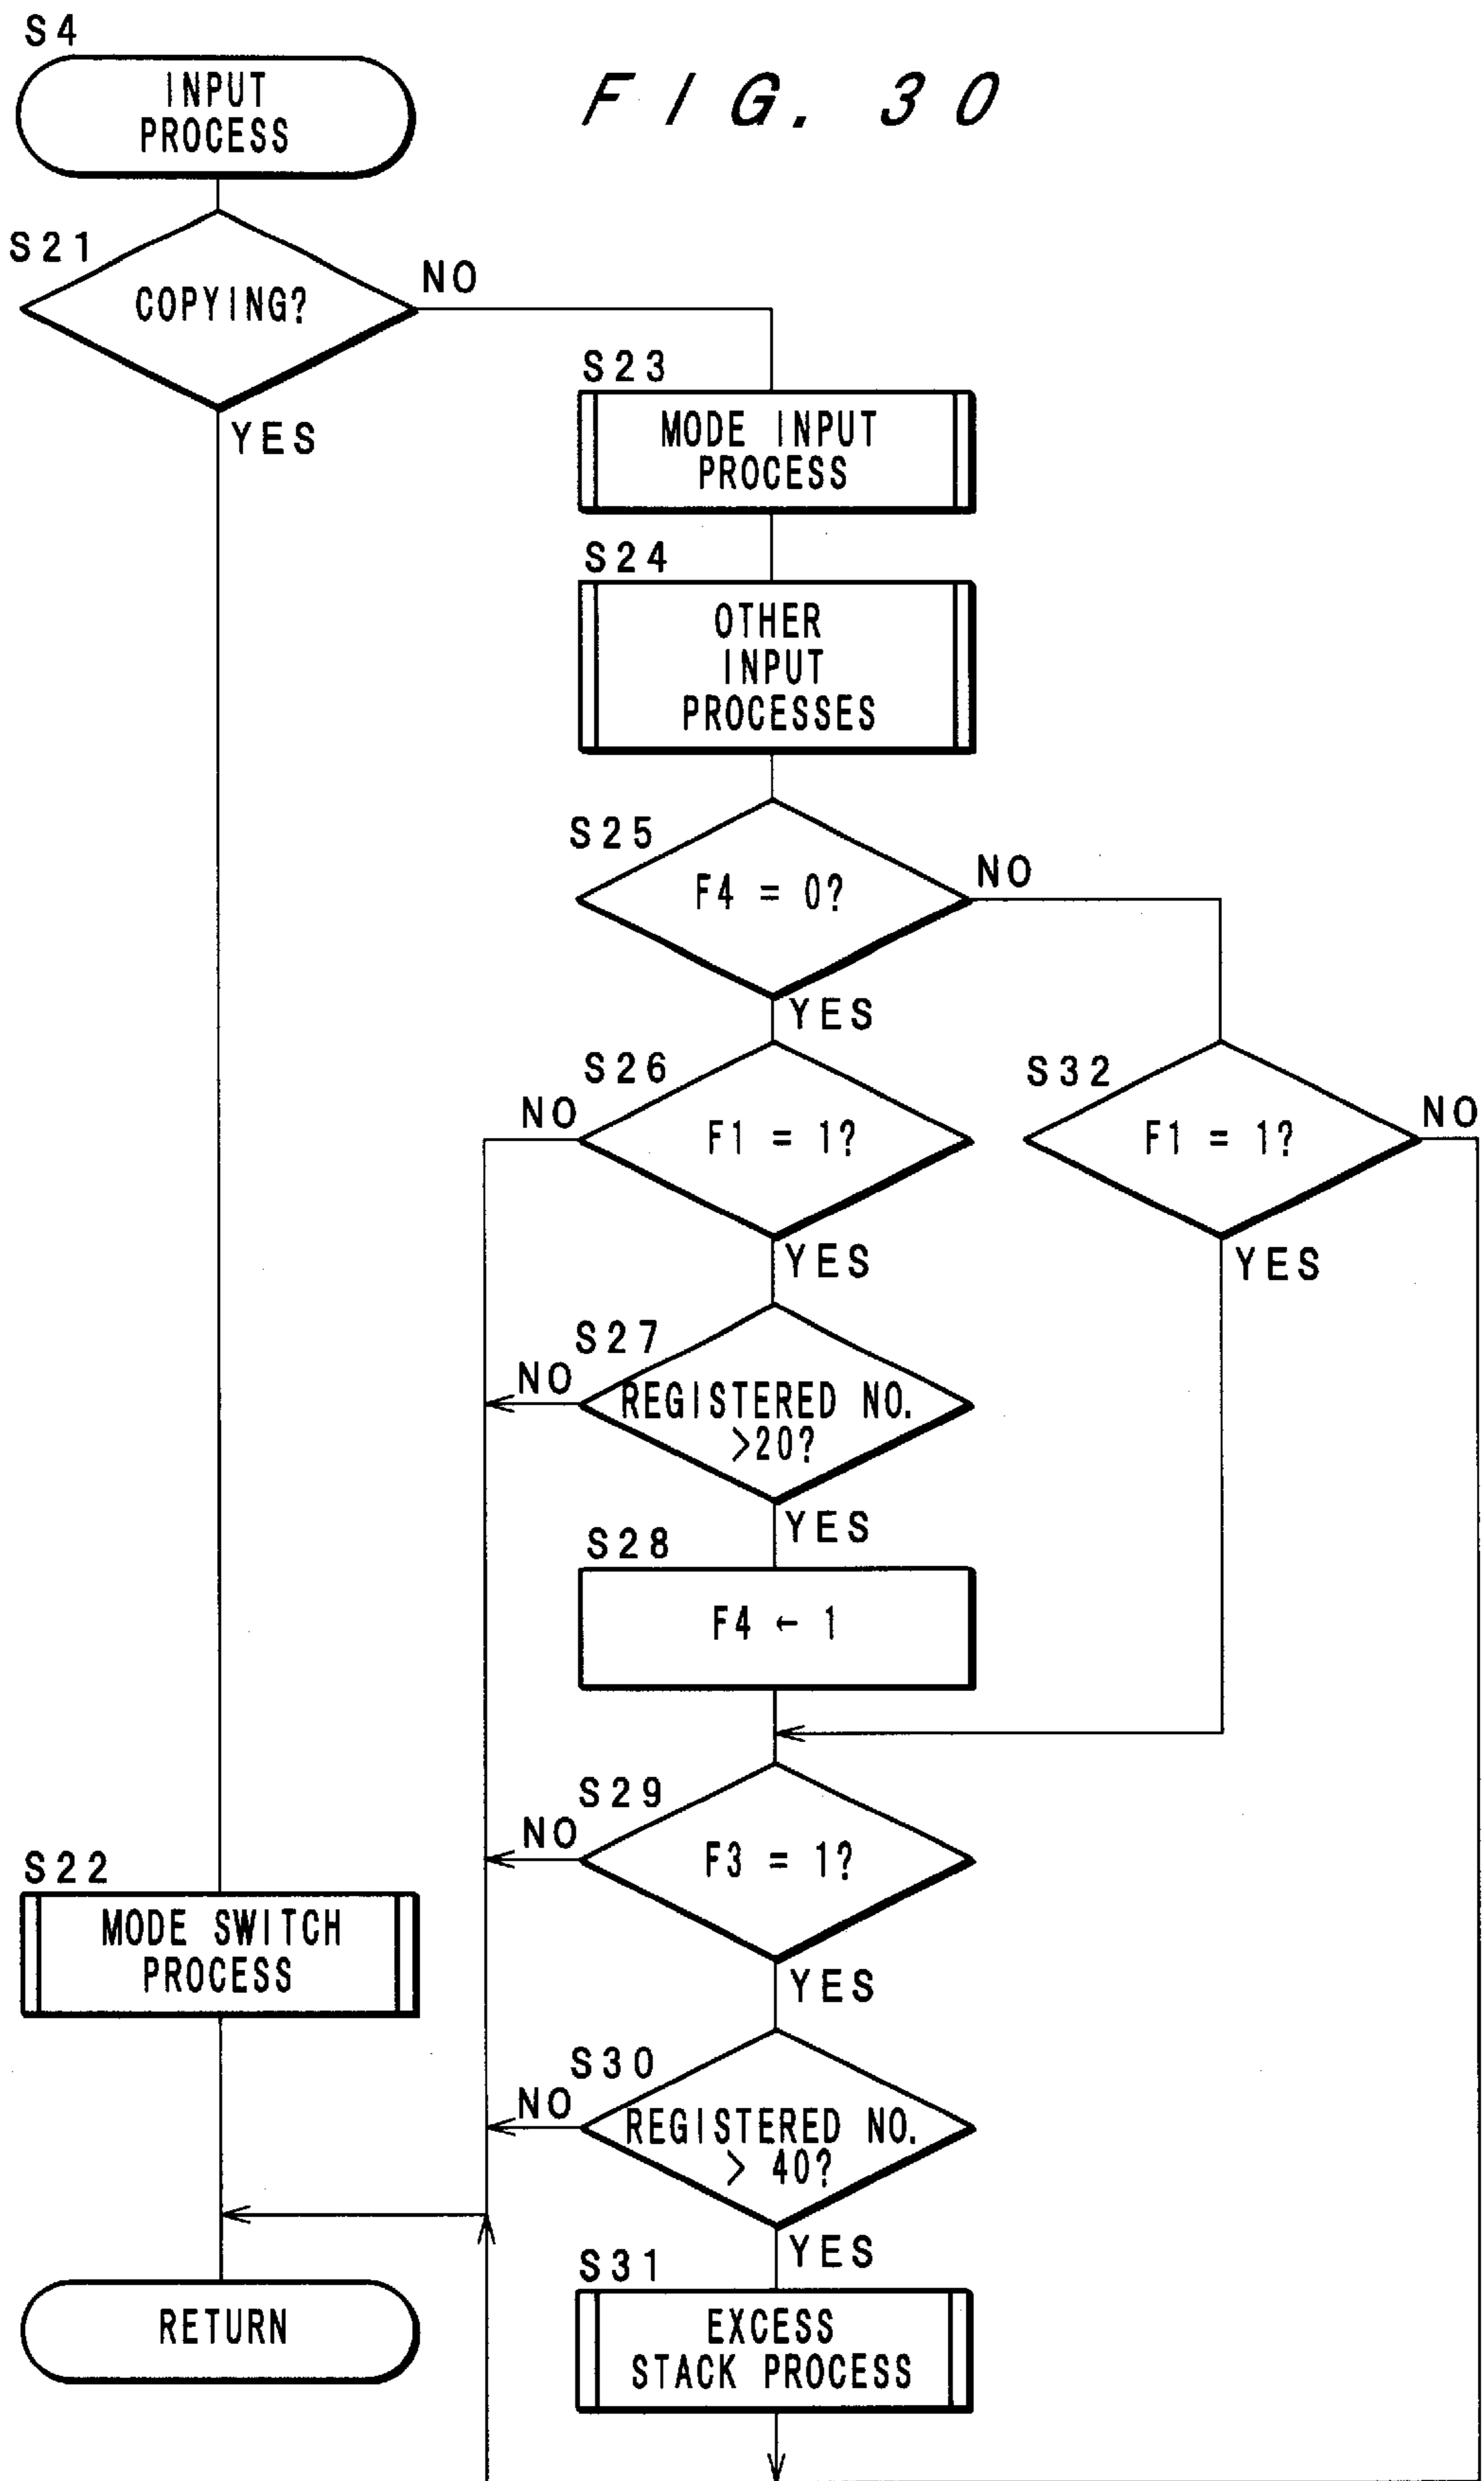 S4
INPUT
PROCESS
FIG. 30
S21
COPYING?
NO
YES
S23
MODE INPUT
PROCESS
S24
OTHER
INPUT
PROCESSES
S25
F4 = 0?
NO
YES
S26
NO
F1 = 1?
YES
S32
F1 = 1?
NO
YES
S27
NO
REGISTERED NO.
>20?
YES
S28
F4 ← 1
S29
NO
F3 = 1?
YES
S22
MODE SWITCH
PROCESS
S30
NO
REGISTERED NO.
> 40?
YES
S31
EXCESS
STACK PROCESS
RETURN